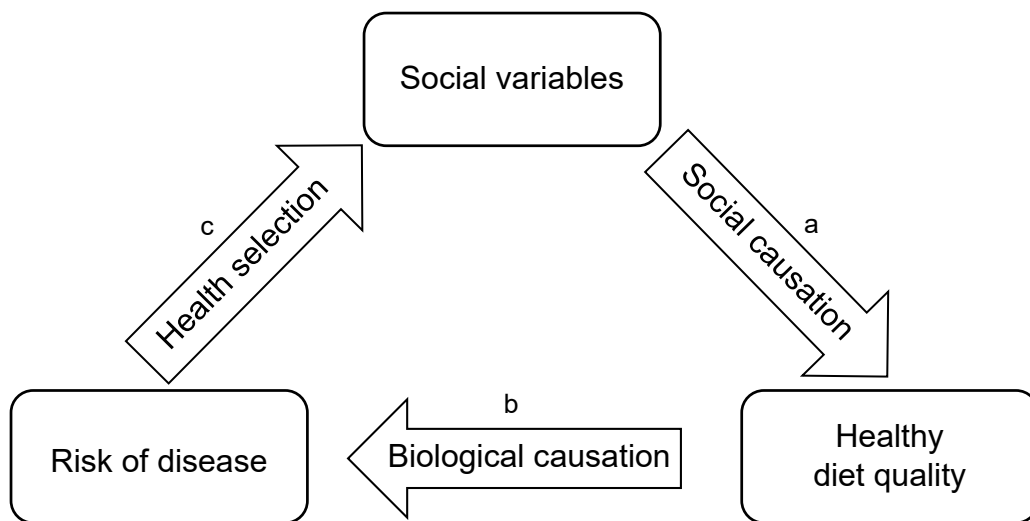 Social variables
c
Health selection
a
Social causation
b
Biological causation
Risk of disease
Healthy
diet quality